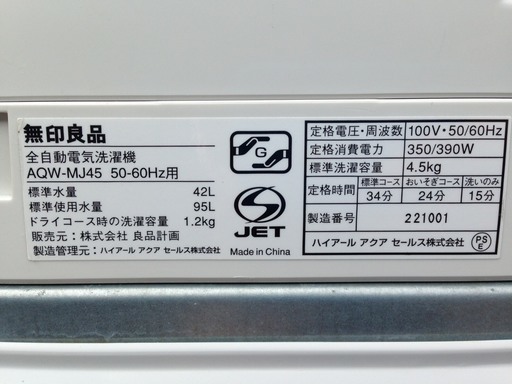 無印良品
全自動電気洗濯機
AQW-MJ45 50-60Hz用
標準水量 42L
標準使用水量 95L
ドライコース時の洗濯容量 1.2kg
販売元：株式会社 良品計画
製造管理元：ハイアール アクア セールス株式会社
G
S
JET
Made in China
定格電圧・周波数 100V・50/60Hz
定格消費電力 350/390W
標準洗濯容量 4.5kg
定格時間 標準コース おいそぎコース 洗いのみ
34分 24分 15分
製造番号 221001
ハイアール アクア セールス株式会社
PS
E